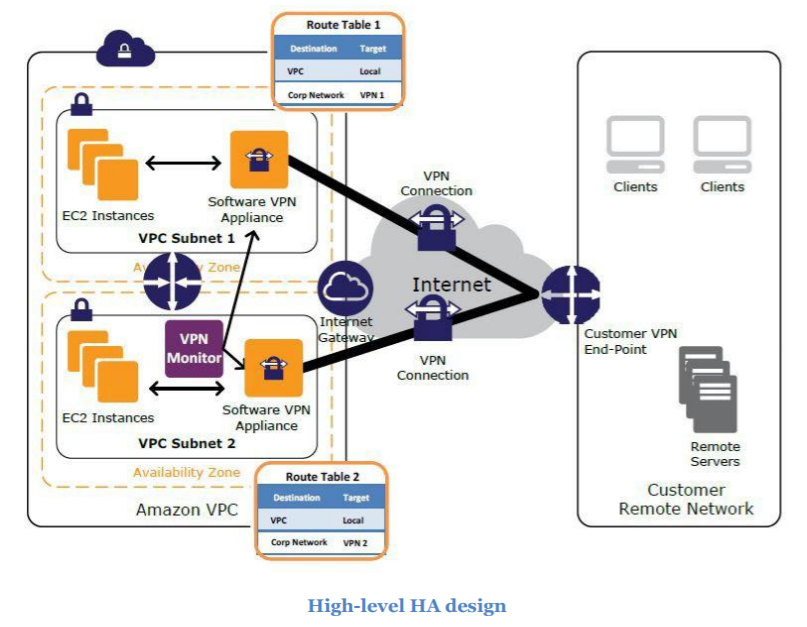 Route Table 1
Destination Target
VPC Local
Corp Network VPN 1
EC2 Instances
Software VPN
Appliance
VPC Subnet 1
Availability Zone
VPN
Connection
Internet
Internet
Gateway
VPN
Connection
VPN
Monitor
EC2 Instances
Software VPN
Appliance
VPC Subnet 2
Availability Zone
Amazon VPC
Route Table 2
Destination Target
VPC Local
Corp Network VPN 2
Clients
Clients
Customer VPN
End-Point
Remote
Servers
Customer
Remote Network
High-level HA design